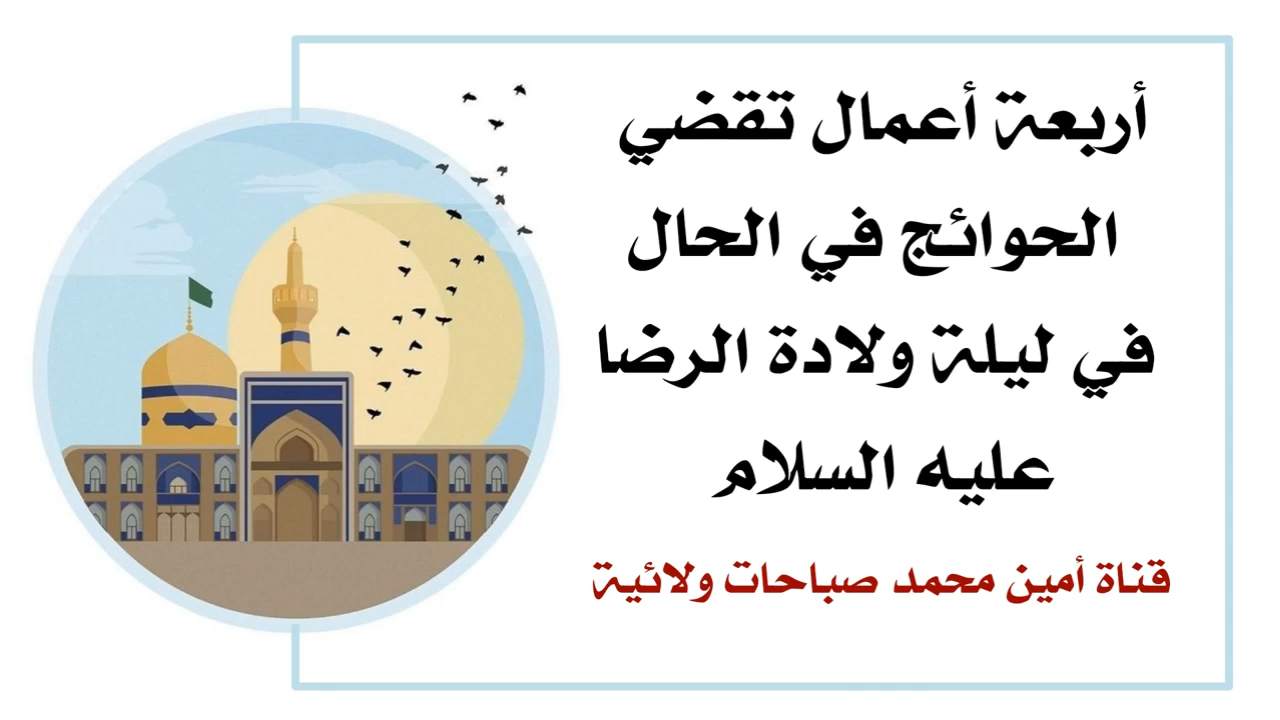 أربعة أعمال تقضي
الحوائج في الحال
في ليلة ولادة الرضا
عليه السلام
قناة أمين محمد صباحات ولائية